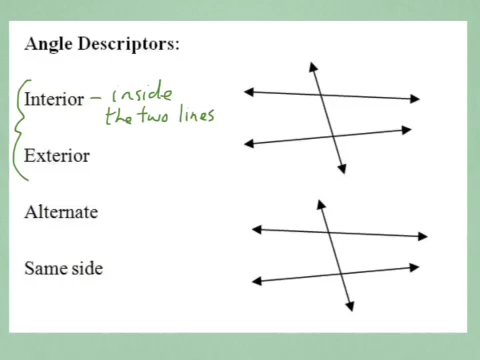 Angle Descriptors:
Interior – inside
the two lines
Exterior
Alternate
Same side